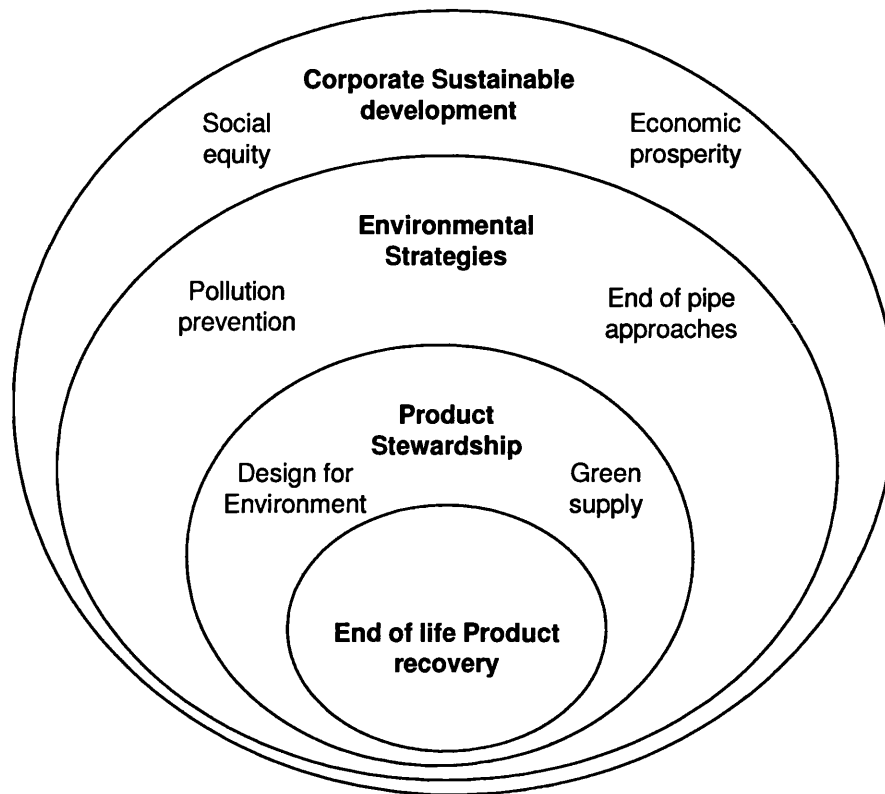 Corporate Sustainable
development
Social
equity
Economic
prosperity
Environmental
Strategies
Pollution
prevention
End of pipe
approaches
Product
Stewardship
Design for
Environment
Green
supply
End of life Product
recovery